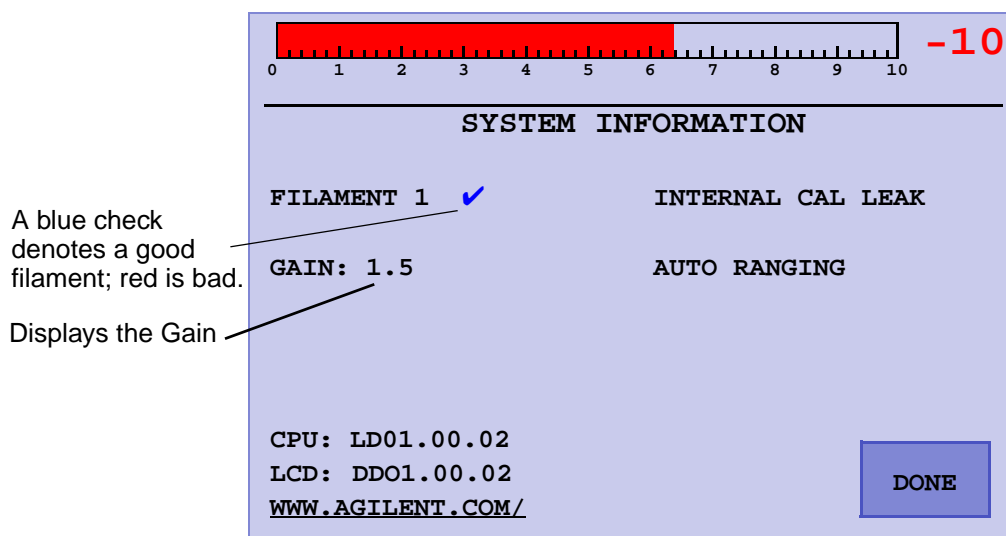 -10
0 1 2 3 4 5 6 7 8 9 10
SYSTEM INFORMATION
FILAMENT 1 ✔ INTERNAL CAL LEAK
A blue check
denotes a good
filament; red is bad.
GAIN: 1.5 AUTO RANGING
Displays the Gain
CPU: LD01.00.02
LCD: DDO1.00.02
WWW.AGILENT.COM/
DONE